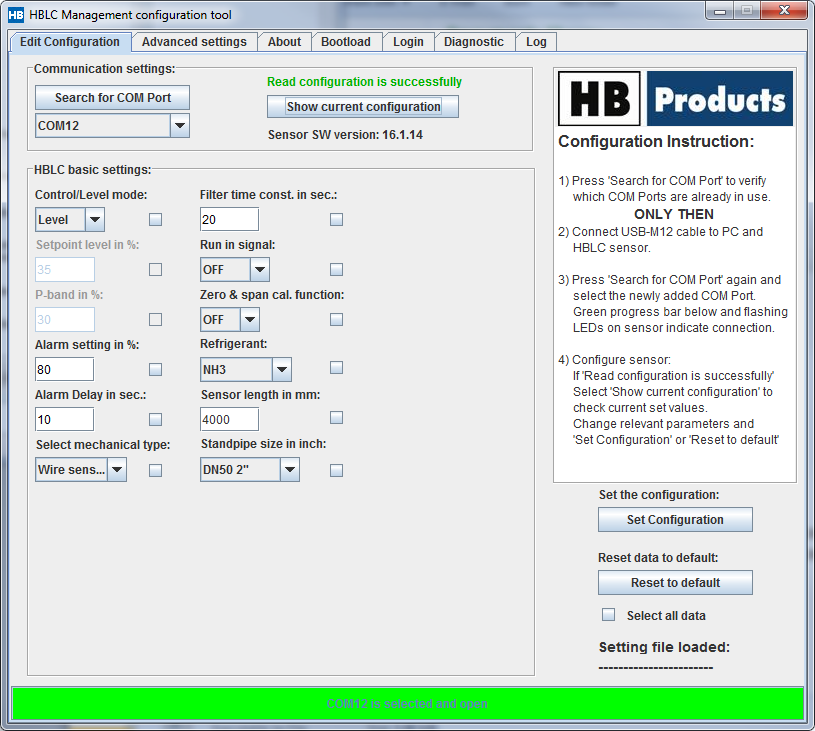 HB HBLC Management configuration tool
Edit Configuration Advanced settings About Bootload Login Diagnostic Log
Communication settings:
Search for COM Port
COM12
Read configuration is successfully
Show current configuration
Sensor SW version: 16.1.14
HBLC basic settings:
Control/Level mode: Filter time const. in sec.:
Level 20
Setpoint level in %: Run in signal:
35 OFF
P-band in %: Zero & span cal. function:
30 OFF
Alarm setting in %: Refrigerant:
80 NH3
Alarm Delay in sec.: Sensor length in mm:
10 4000
Select mechanical type: Standpipe size in inch:
Wire sens... DN50 2"
HB Products
Configuration Instruction:
1) Press 'Search for COM Port' to verify
which COM Ports are already in use.
ONLY THEN
2) Connect USB-M12 cable to PC and
HBLC sensor.
3) Press 'Search for COM Port' again and
select the newly added COM Port.
Green progress bar below and flashing
LEDs on sensor indicate connection.
4) Configure sensor:
If 'Read configuration is successfully'
Select 'Show current configuration' to
check current set values.
Change relevant parameters and
'Set Configuration' or 'Reset to default'
Set the configuration:
Set Configuration
Reset data to default:
Reset to default
Select all data
Setting file loaded:
-----------------------
COM12 is selected and open